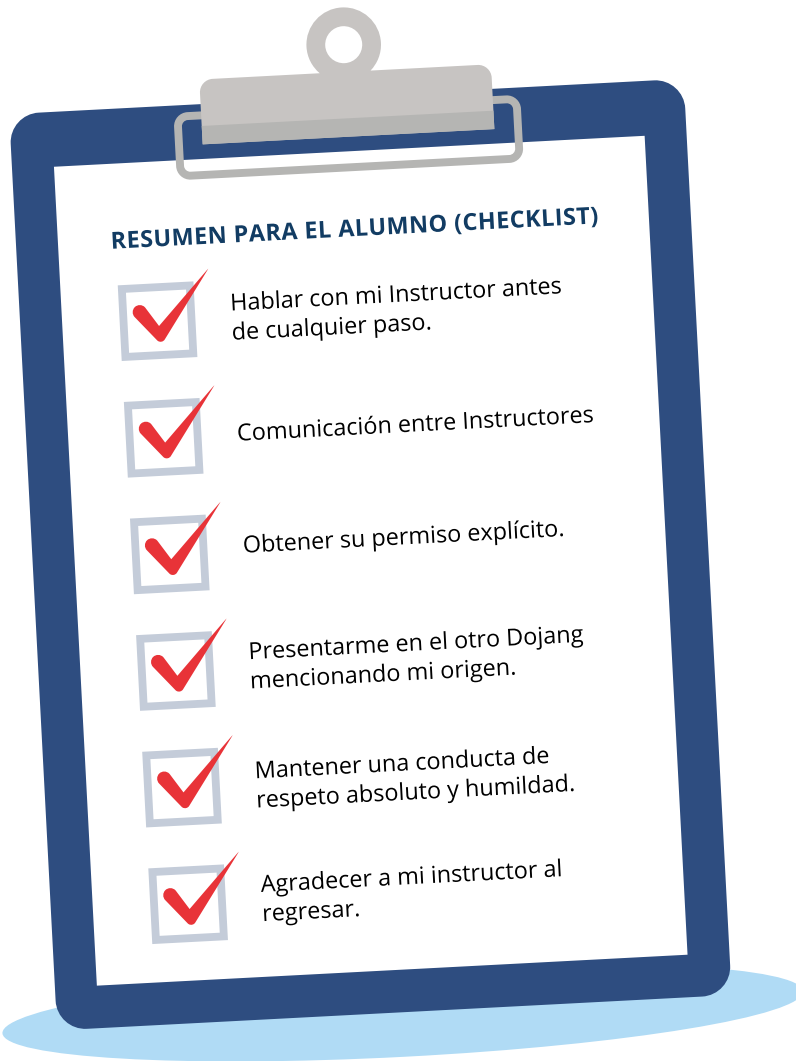 RESUMEN PARA EL ALUMNO (CHECKLIST)
Hablar con mi Instructor antes
de cualquier paso.
Comunicación entre Instructores
Obtener su permiso explícito.
Presentarme en el otro Dojang
mencionando mi origen.
Mantener una conducta de
respeto absoluto y humildad.
Agradecer a mi instructor al
regresar.